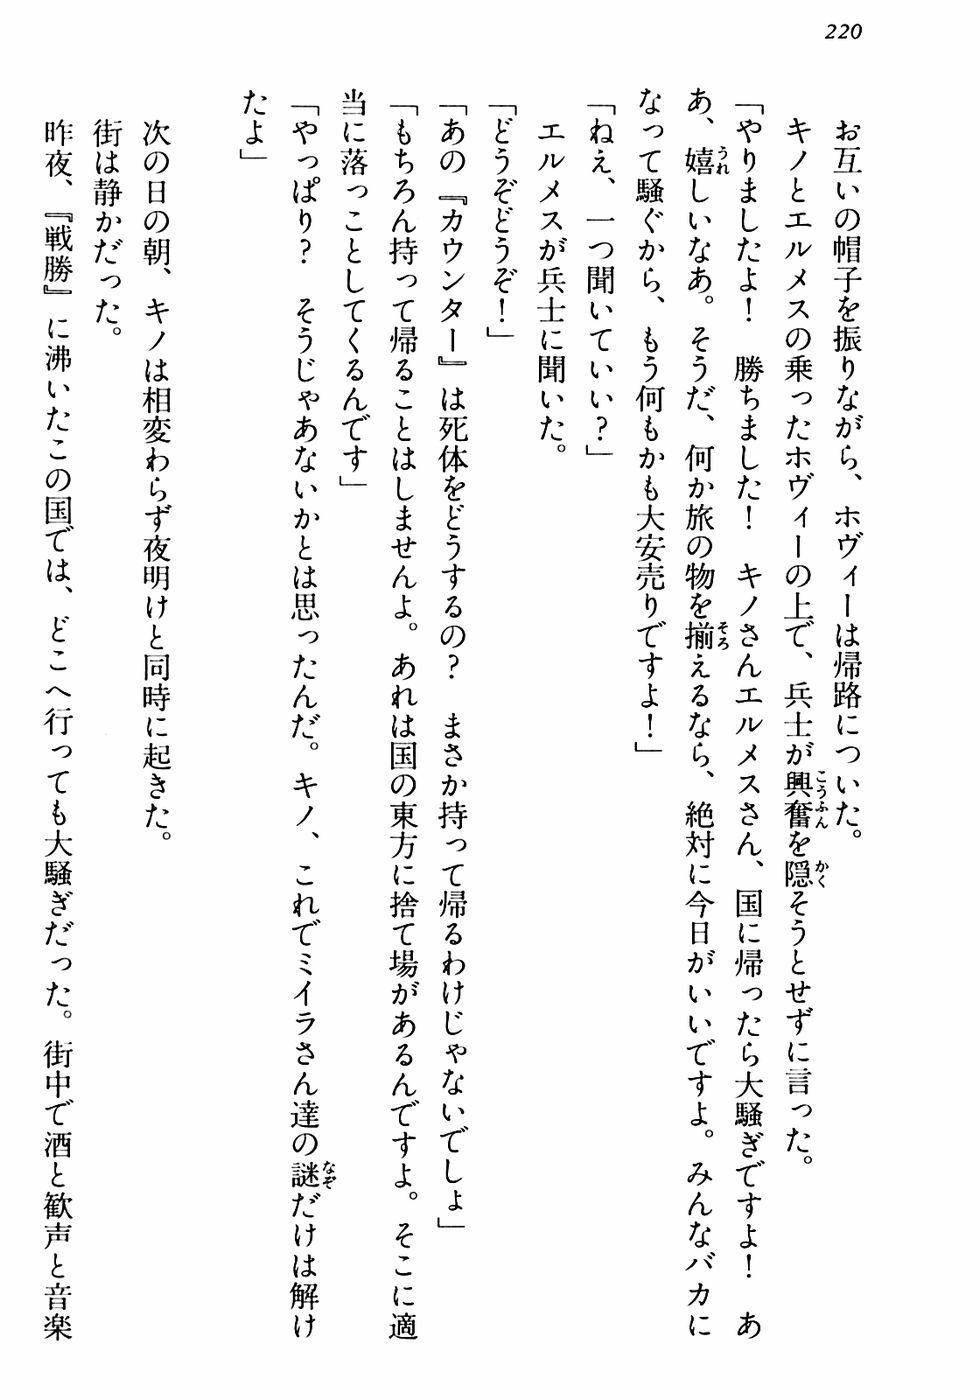 220
お互いの帽子を振りながら、ホヴィーは帰路についた。
キノとエルメスの乗ったホヴィーの上で、兵士が興奮を隠そうとせずに言った。
「やりましたよ！　勝ちました！　キノさんエルメスさん、国に帰ったら大騒ぎですよ！　あ
あ、嬉しいなあ。そうだ、何か旅の物を揃えるなら、絶対に今日がいいですよ。みんなバカに
なって騒ぐから、もう何もかも大安売りですよ！」
「ねえ、一つ聞いていい？」
エルメスが兵士に聞いた。
「どうぞどうぞ！」
「あの『カウンター』は死体をどうするの？　まさか持って帰るわけじゃないでしょ」
「もちろん持って帰ることはしませんよ。あれは国の東方に捨て場があるんですよ。そこに適
当に落っことしてくるんです」
「やっぱり？　そうじゃあないかとは思ったんだ。キノ、これでミイラさん達の謎だけは解け
たよ」
次の日の朝、キノは相変わらず夜明けと同時に起きた。
街は静かだった。
昨夜、『戦勝』に沸いたこの国では、どこへ行っても大騒ぎだった。街中で酒と歓声と音楽